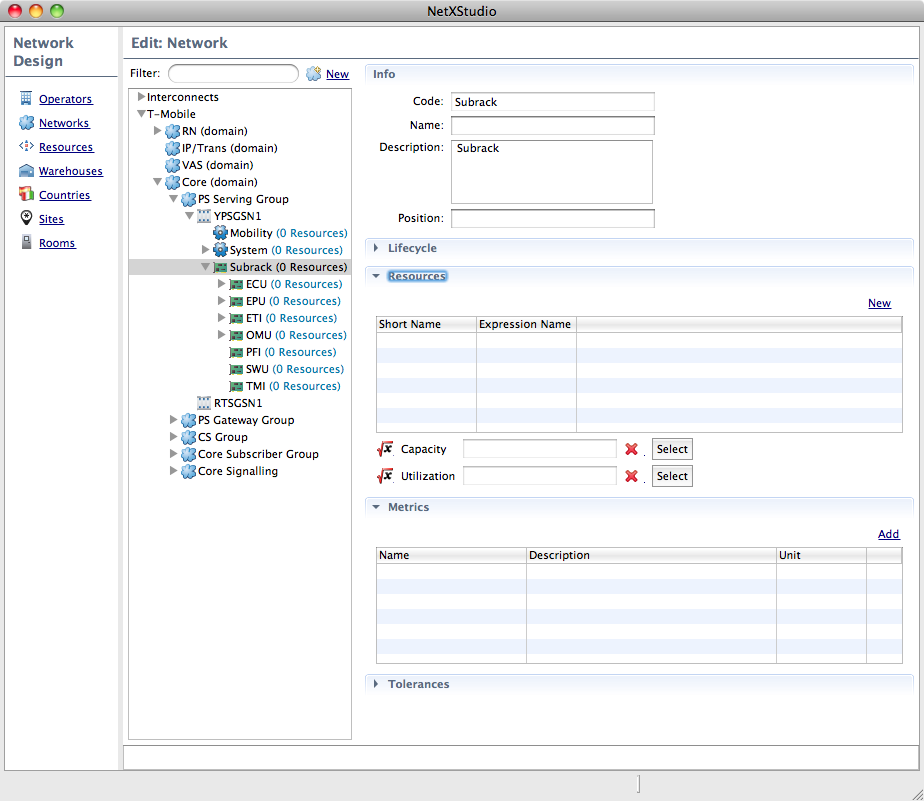 NetXStudio
Network
Design
Operators
Networks
Resources
Warehouses
Countries
Sites
Rooms
Edit: Network
Filter:
New
Interconnects
T-Mobile
RN (domain)
IP/Trans (domain)
VAS (domain)
Core (domain)
PS Serving Group
YPSGSN1
Mobility (0 Resources)
System (0 Resources)
Subrack (0 Resources)
ECU (0 Resources)
EPU (0 Resources)
ETI (0 Resources)
OMU (0 Resources)
PFI (0 Resources)
SWU (0 Resources)
TMI (0 Resources)
RTSGSN1
PS Gateway Group
CS Group
Core Subscriber Group
Core Signalling
Info
Code: Subrack
Name:
Description: Subrack
Position:
Lifecycle
Resources
New
Short Name Expression Name
Capacity Select
Utilization Select
Metrics
Add
Name Description Unit
Tolerances